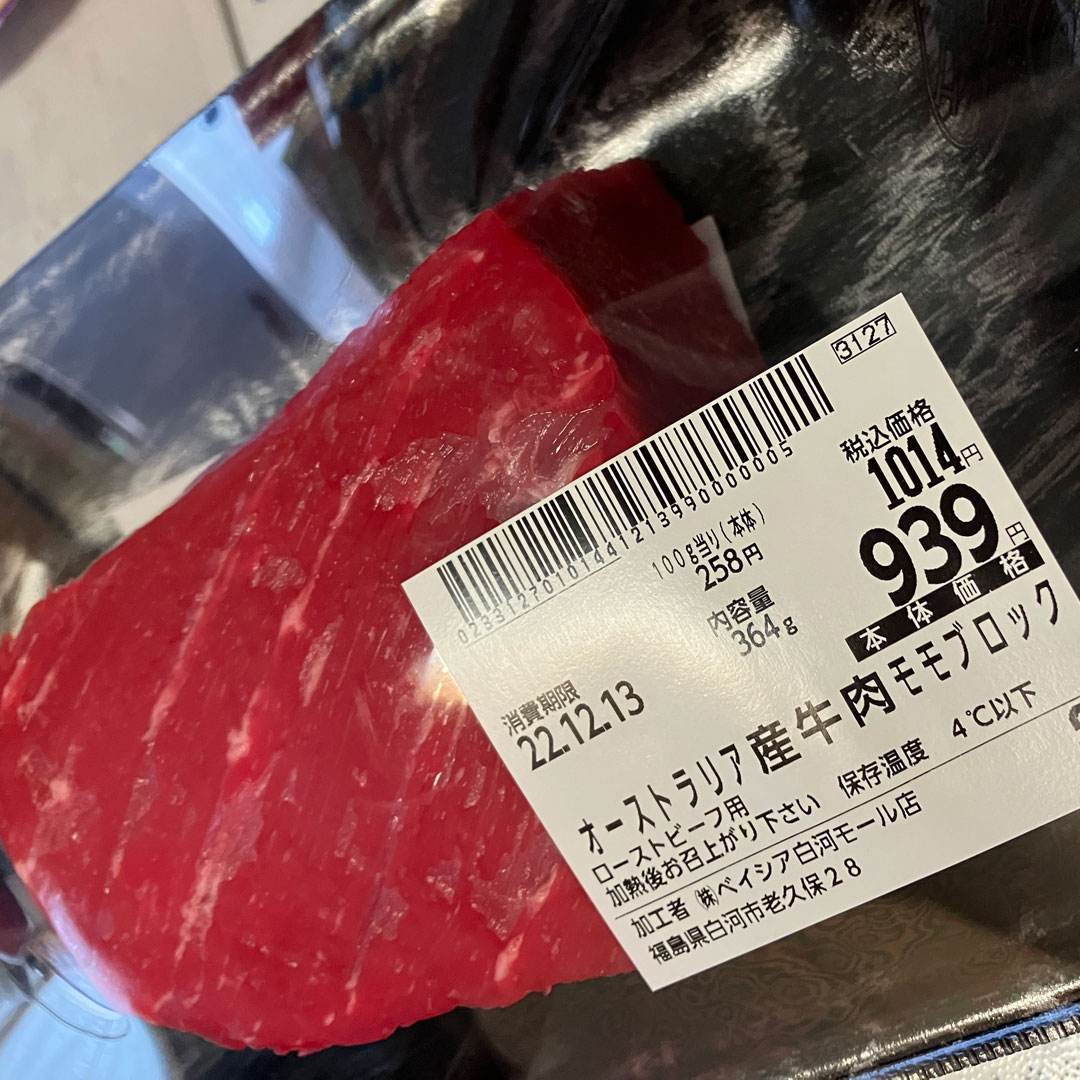 3127
税込価格
1014円
939円
本体価格
0233127010144121399000005
100g当り(本体)
258円
内容量
364g
消費期限
22.12.13
オーストラリア産牛肉モモブロック
ローストビーフ用
加熱後お召上がり下さい 保存温度 4℃以下
加工者 ㈱ベイシア白河モール店
福島県白河市老久保28